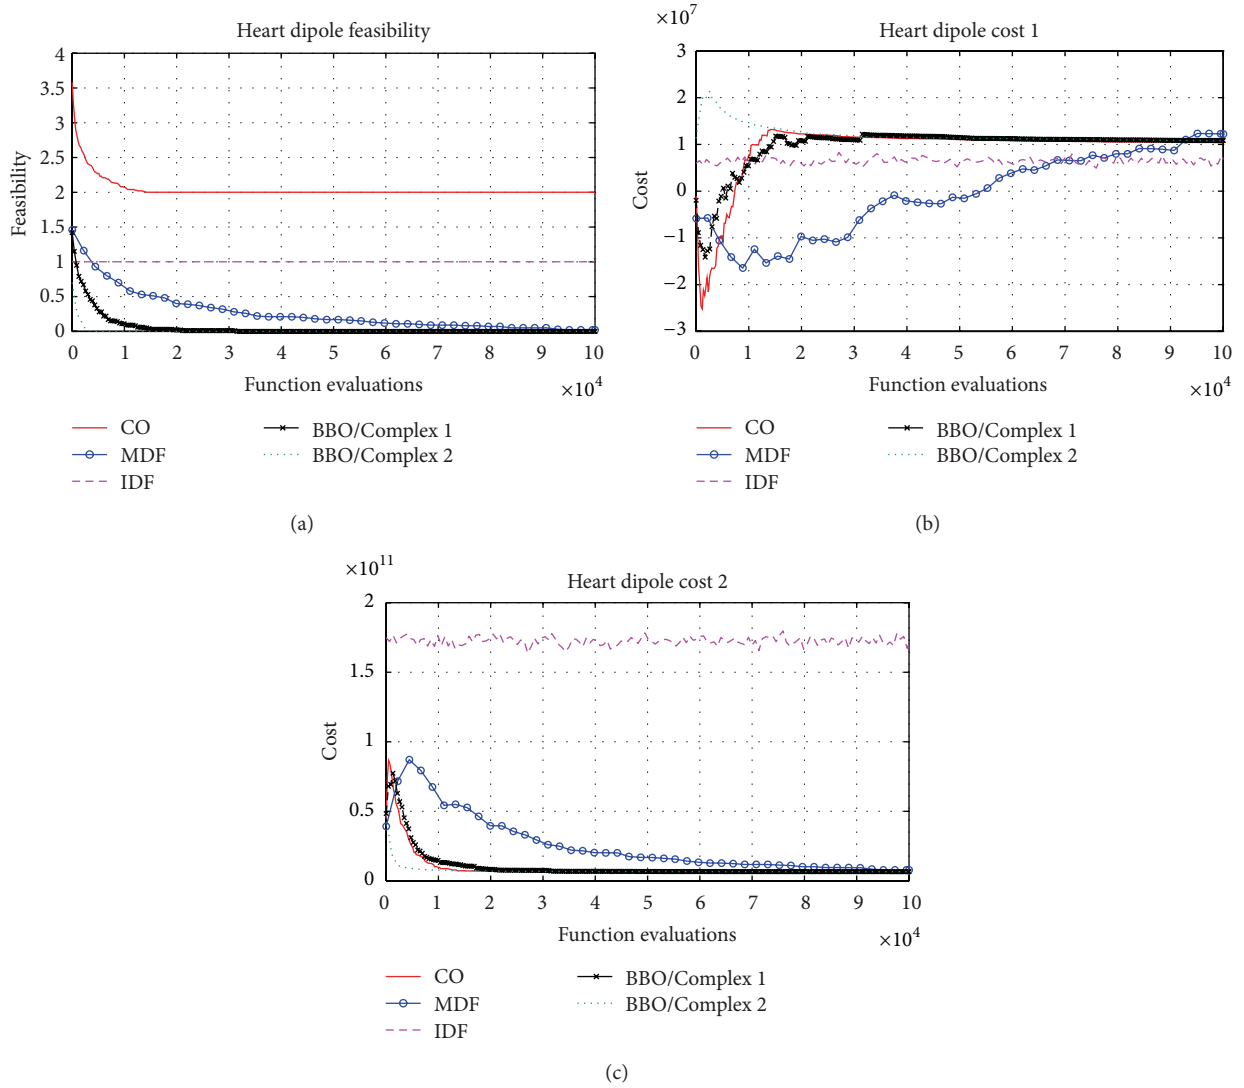 Heart dipole feasibility
4
3.5
3
2.5
2
1.5
1
0.5
0
Feasibility
0 1 2 3 4 5 6 7 8 9 10
Function evaluations
×10^4
CO
MDF
IDF
BBO/Complex 1
BBO/Complex 2
(a)
×10^7
Heart dipole cost 1
3
2
1
0
−1
−2
−3
Cost
0 1 2 3 4 5 6 7 8 9 10
Function evaluations
×10^4
CO
MDF
IDF
BBO/Complex 1
BBO/Complex 2
(b)
×10^11
Heart dipole cost 2
2
1.5
1
0.5
0
Cost
0 1 2 3 4 5 6 7 8 9 10
Function evaluations
×10^4
CO
MDF
IDF
BBO/Complex 1
BBO/Complex 2
(c)